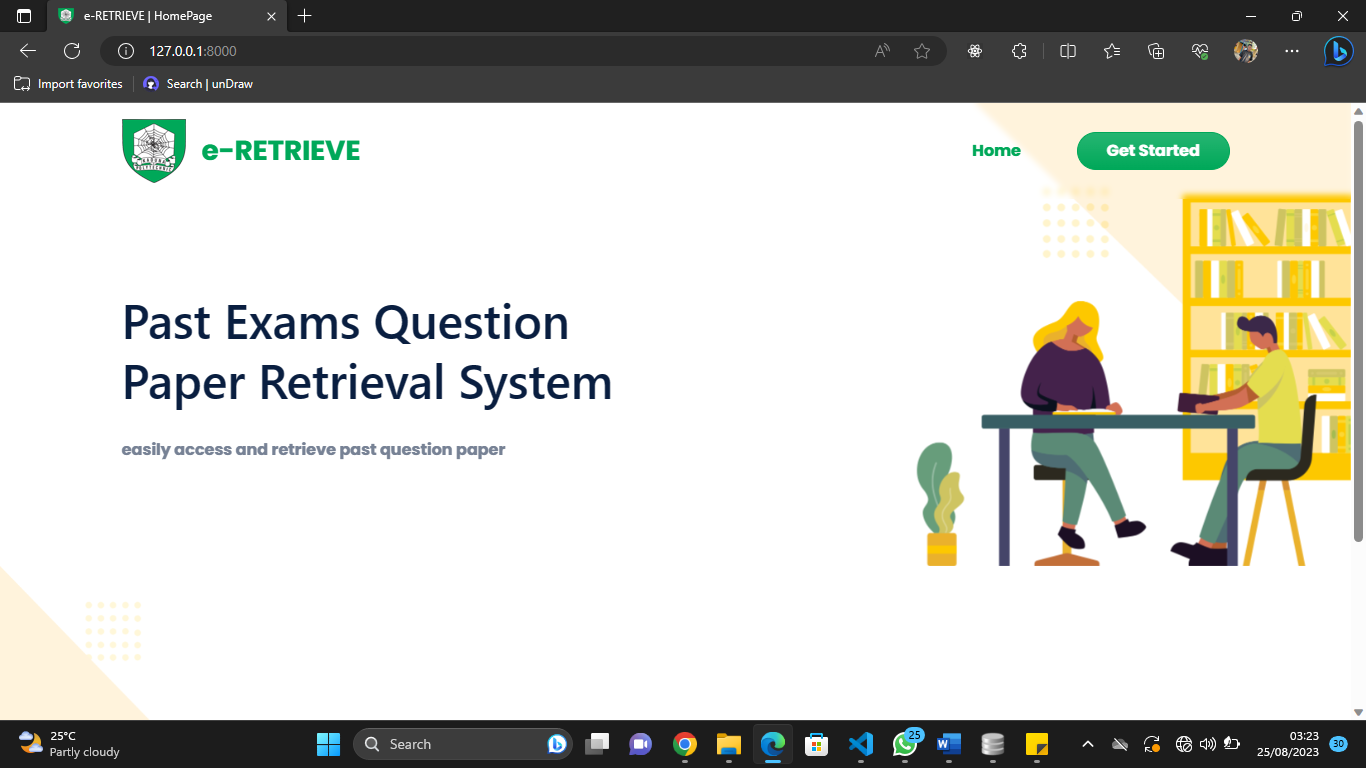 e-RETRIEVE | HomePage
127.0.0.1:8000
Import favorites
Search | unDraw
e-RETRIEVE
Home
Get Started
Past Exams Question
Paper Retrieval System
easily access and retrieve past question paper
25°C
Partly cloudy
Search
25
03:23
25/08/2023
30